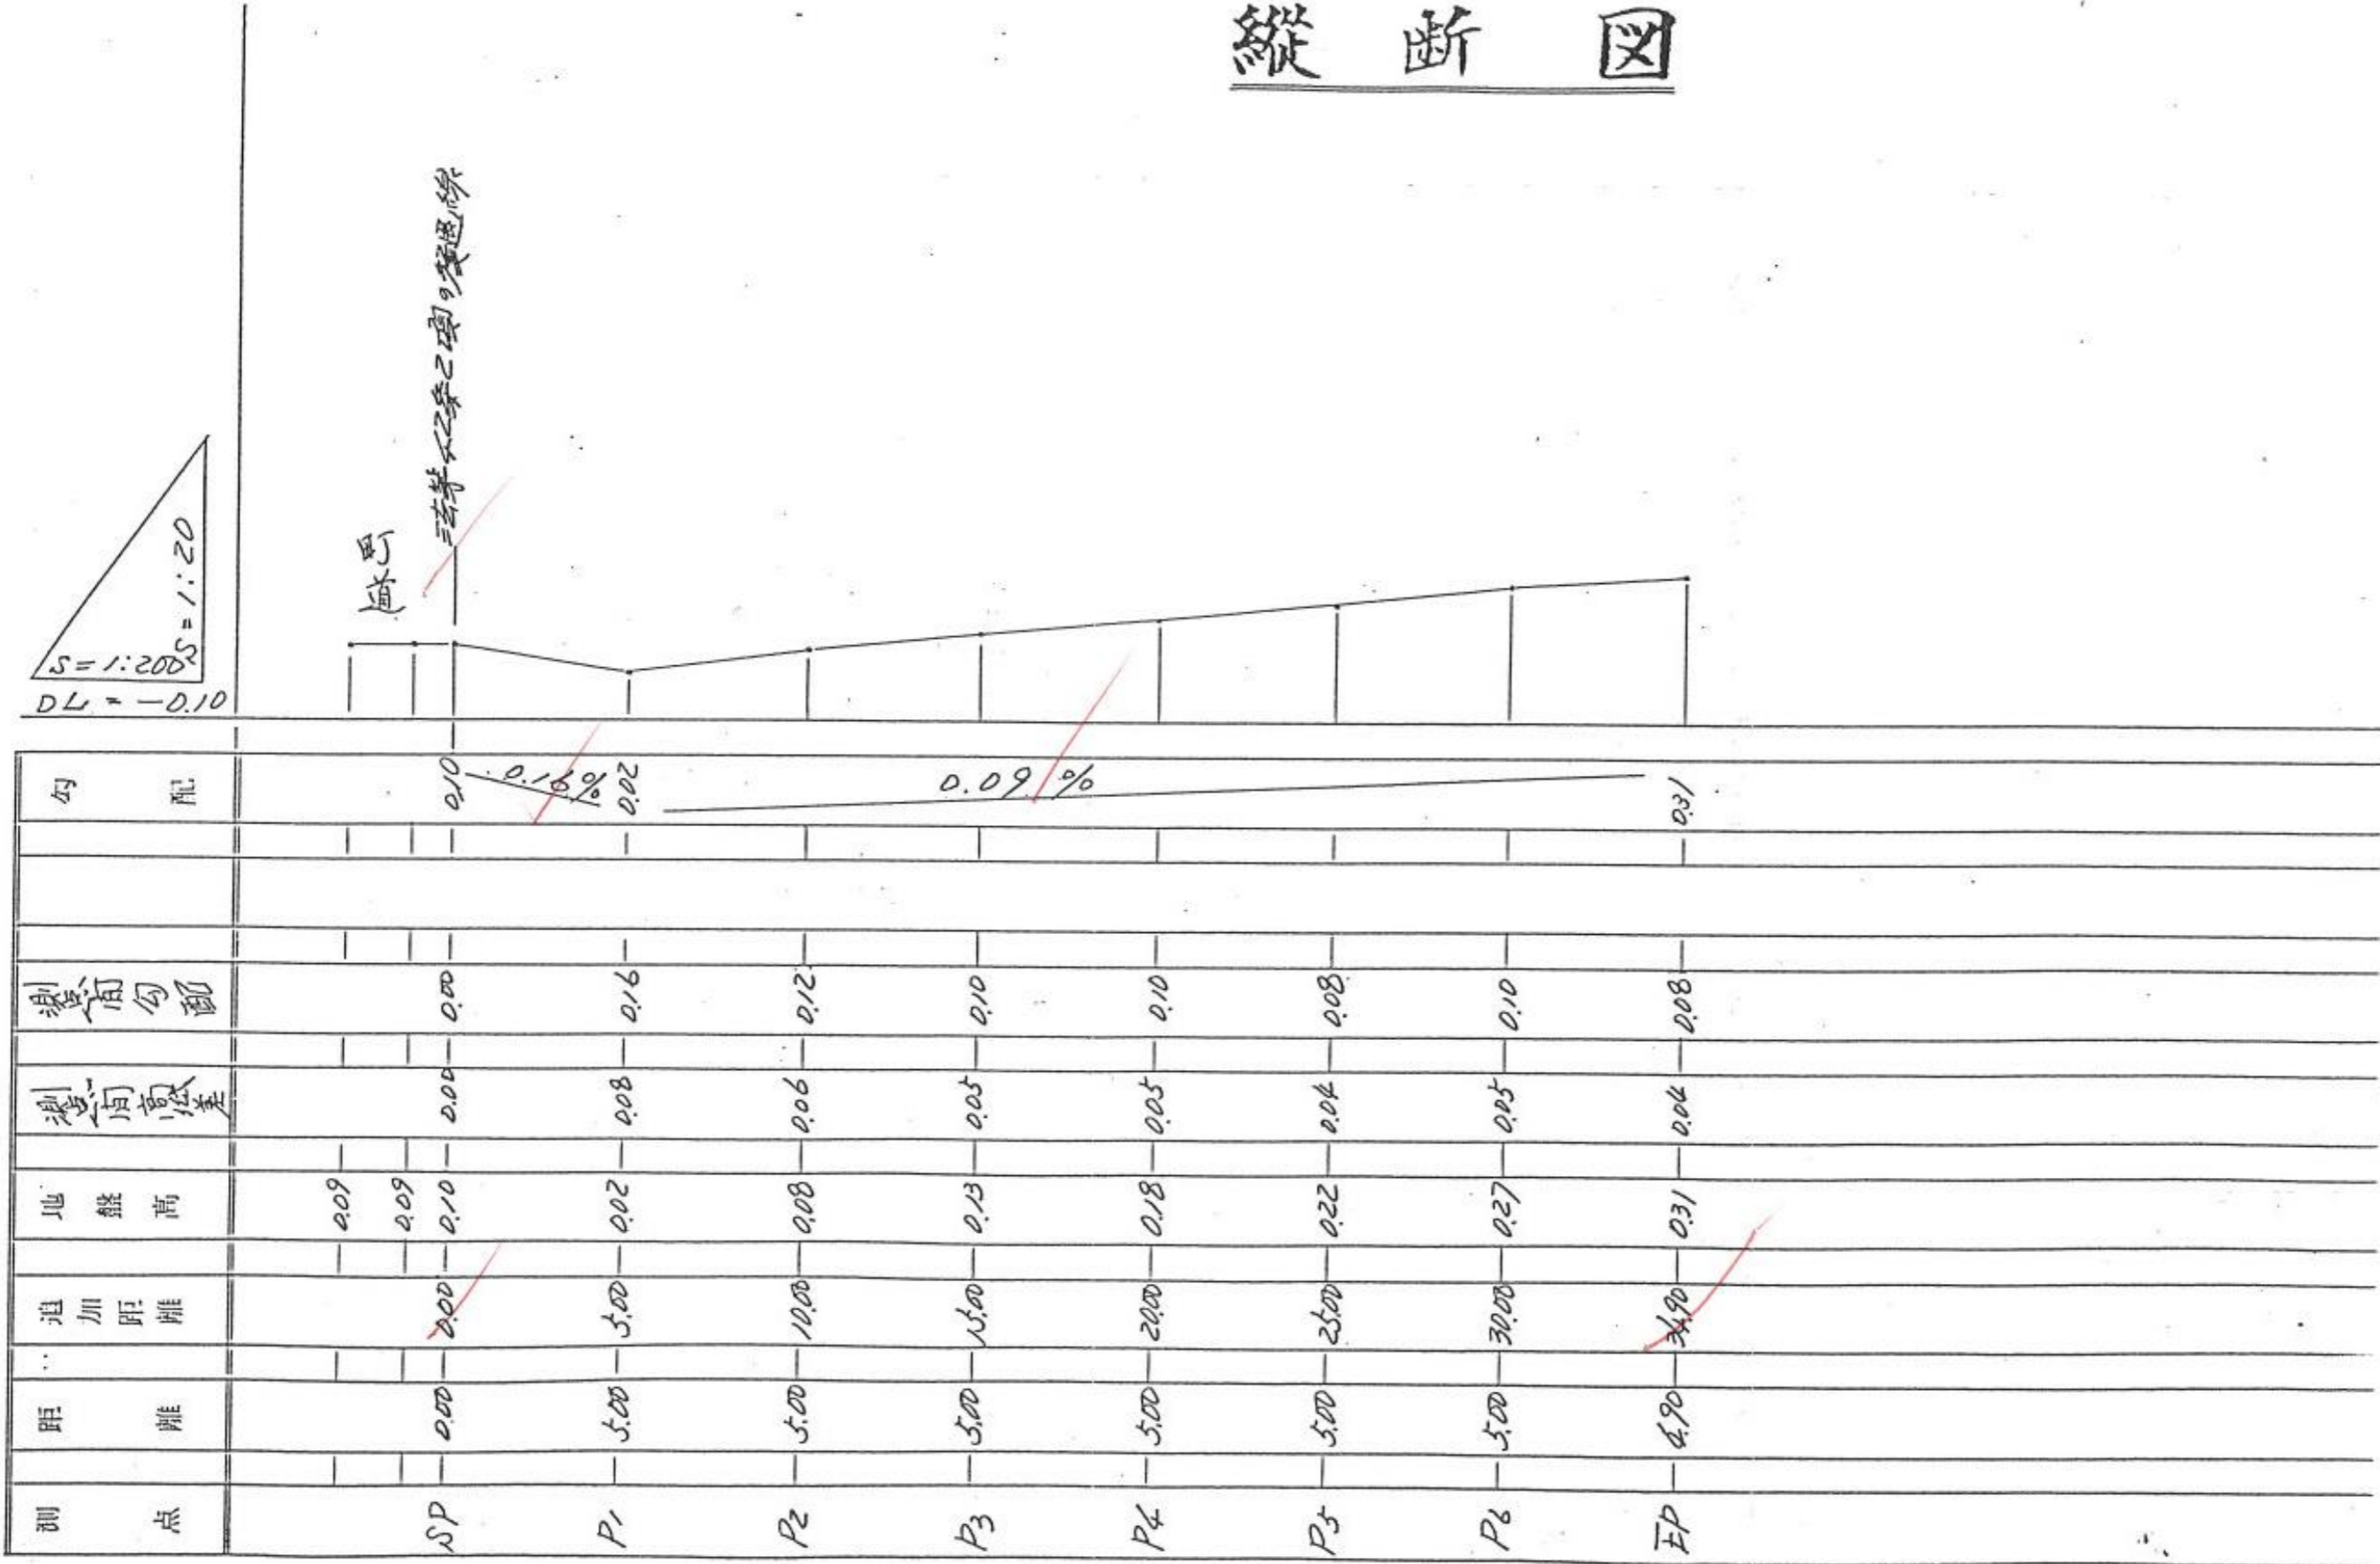 縦断図
法第42条2項の後退線
町道
S=1:20
S=1:200
DL=-0.10
勾配 0.10 0.16% 0.02 0.09% 0.31
測点間勾配 0.00 0.16 0.12 0.10 0.10 0.08 0.10 0.08
測点間高低差 0.00 0.08 0.06 0.05 0.05 0.04 0.05 0.04
地盤高 0.09 0.09 0.10 0.02 0.08 0.13 0.18 0.22 0.27 0.31
追加距離 0.00 5.00 10.00 15.00 20.00 25.00 30.00 34.90
距離 0.00 5.00 5.00 5.00 5.00 5.00 5.00 4.90
測点 SP P1 P2 P3 P4 P5 P6 EP